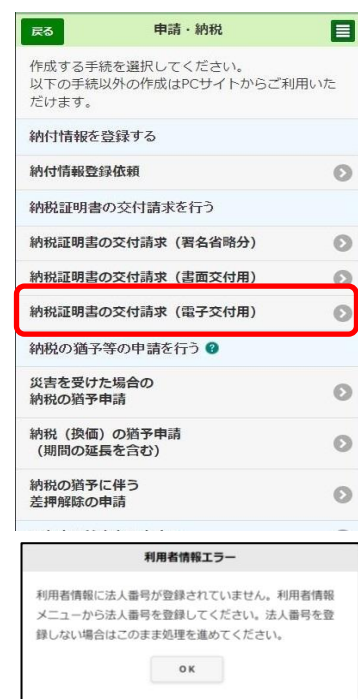 戻る
申請・納税
作成する手続を選択してください。
以下の手続以外の作成はPCサイトからご利用いた
だけます。
納付情報を登録する
納付情報登録依頼
納税証明書の交付請求を行う
納税証明書の交付請求（署名省略分）
納税証明書の交付請求（書面交付用）
納税証明書の交付請求（電子交付用）
納税の猶予等の申請を行う ?
災害を受けた場合の
納税の猶予申請
納税（換価）の猶予申請
（期間の延長を含む）
納税の猶予に伴う
差押解除の申請
利用者情報エラー
利用者情報に法人番号が登録されていません。利用者情報
メニューから法人番号を登録してください。法人番号を登
録しない場合はこのまま処理を進めてください。
OK